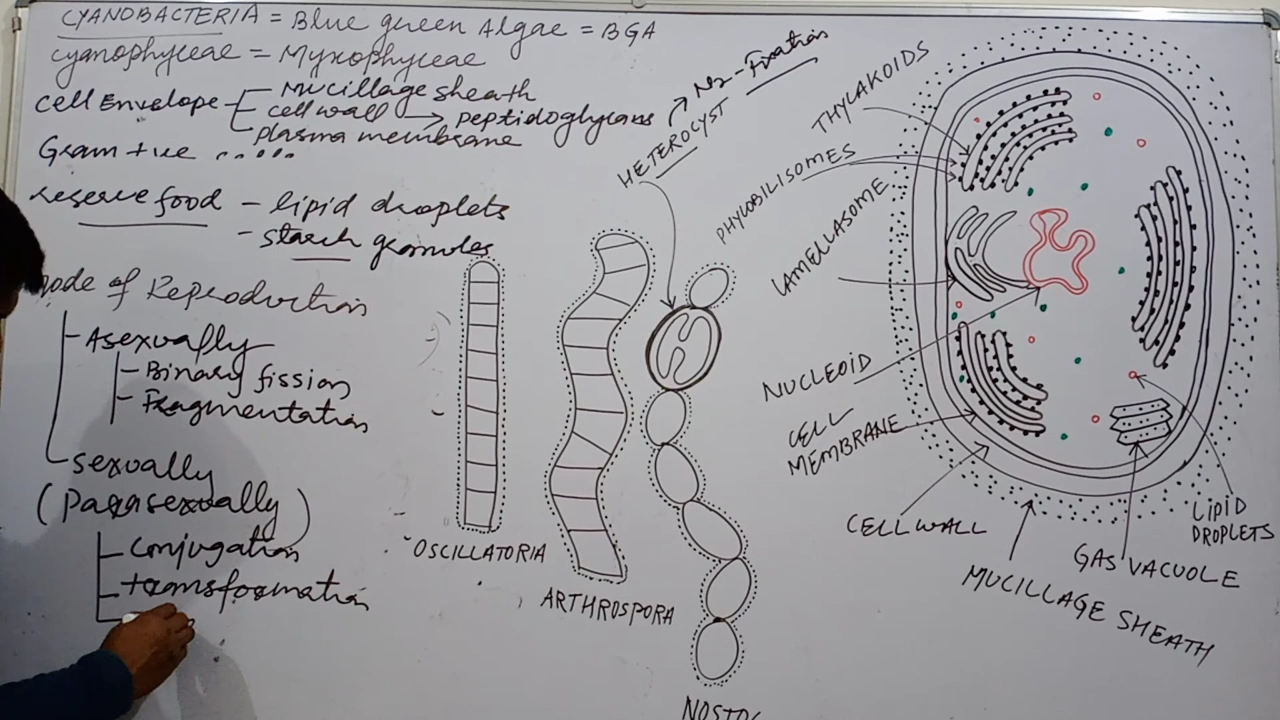 CYANOBACTERIA = Blue green Algae = BGA
Cyanophyceae = Myxophyceae
Cell Envelope - Mucillage sheath
cell wall → peptidoglycans
plasma membrane
Gram +ve
reserve food - lipid droplets
- starch granules
mode of Reproduction
- Asexually
- Binary fission
- Fragmentation
- sexually
(Parasexually)
- conjugation
- transformation
OSCILLATORIA
ARTHROSPORA
NOSTOC
HETEROCYST → N2-Fixation
THYLAKOIDS
PHYCOBILISOMES
LAMELLASOME
NUCLEOID
CELL
MEMBRANE
CELL WALL
MUCILLAGE SHEATH
GAS VACUOLE
LIPID
DROPLETS